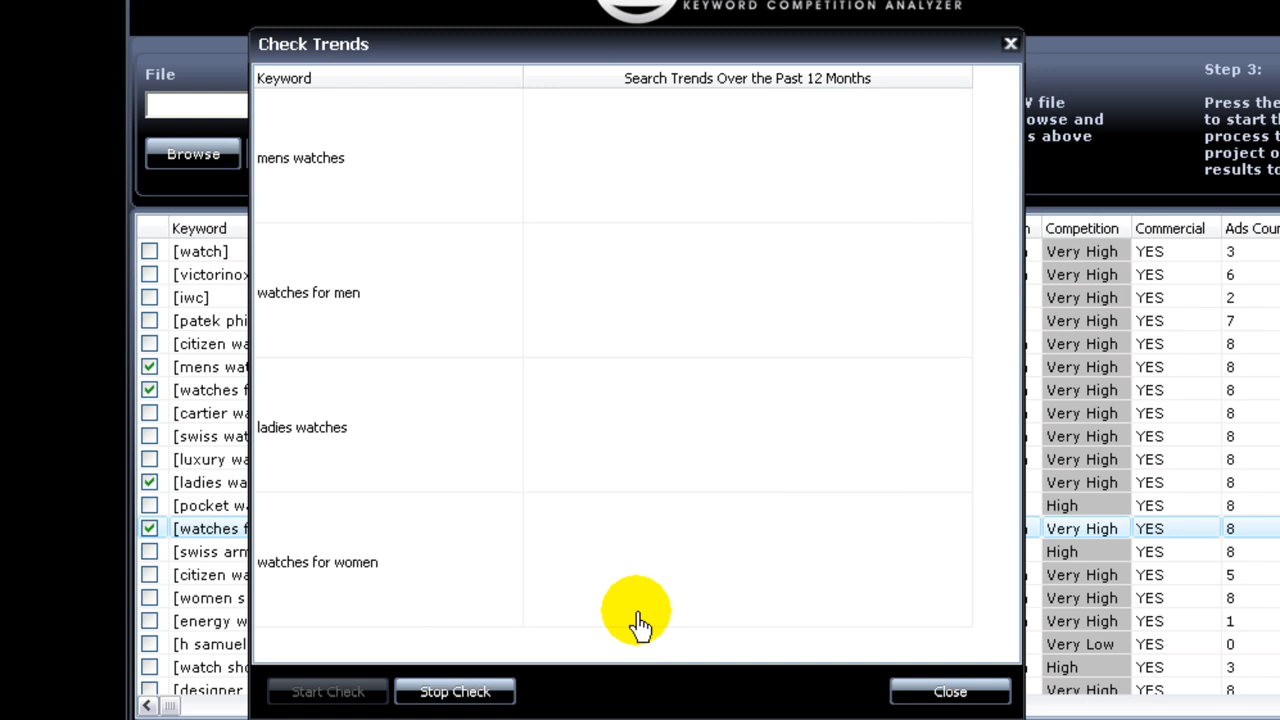 KEYWORD COMPETITION ANALYZER
Check Trends
File
Browse
Step 3:
V file
owse and
s above
Press the
to start th
process t
project o
results to
Keyword
Search Trends Over the Past 12 Months
mens watches
watches for men
ladies watches
watches for women
Start Check
Stop Check
Close
Keyword Competition Commercial Ads Coun
[watch] Very High YES 3
[victorinox Very High YES 6
[iwc] Very High YES 2
[patek phi Very High YES 7
[citizen wa Very High YES 8
[mens wat Very High YES 8
[watches f Very High YES 8
[cartier wa Very High YES 8
[swiss wat Very High YES 8
[luxury wa Very High YES 8
[ladies wa Very High YES 8
[pocket w High YES 8
[watches f Very High YES 8
[swiss arm High YES 8
[citizen wa Very High YES 5
[women s Very High YES 8
[energy w Very High YES 1
[h samuel Very Low YES 0
[watch sho High YES 3
[designer Very High YES 8